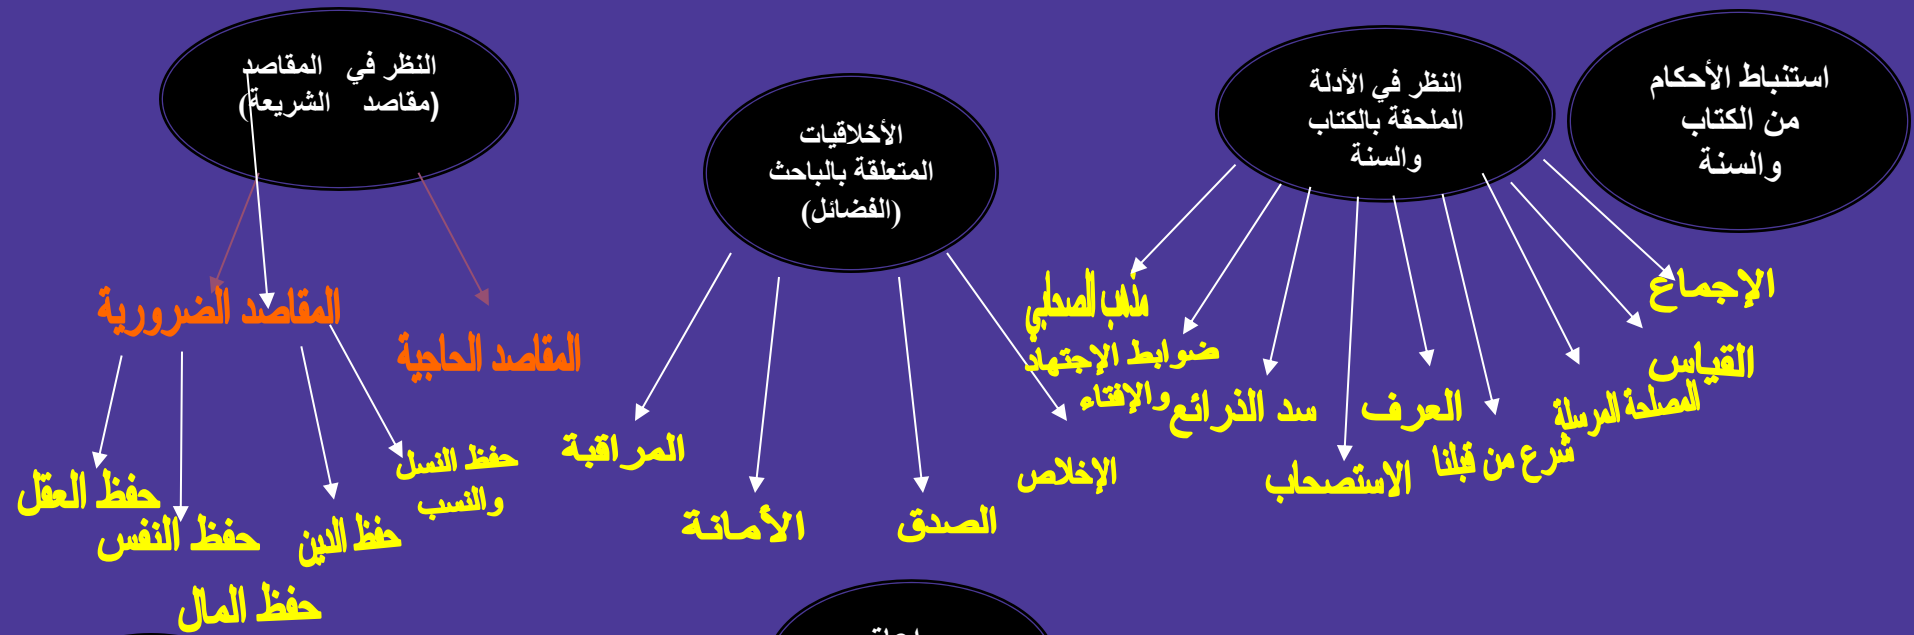 استنباط الأحكام
من الكتاب
والسنة
النظر في الأدلة
الملحقة بالكتاب
والسنة
الإجماع
القياس
المصلحة المرسلة
شرع من قبلنا
العرف
الاستصحاب
سد الذرائع
ضوابط الإجتهاد
والإفتاء
مذهب الصحابي
الأخلاقيات
المتعلقة بالباحث
(الفضائل)
الإخلاص
الصدق
الأمانة
المراقبة
النظر في المقاصد
(مقاصد الشريعة)
المقاصد الحاجية
المقاصد الضرورية
حفظ النسل
والنسب
حفظ الدين
حفظ النفس
حفظ العقل
حفظ المال